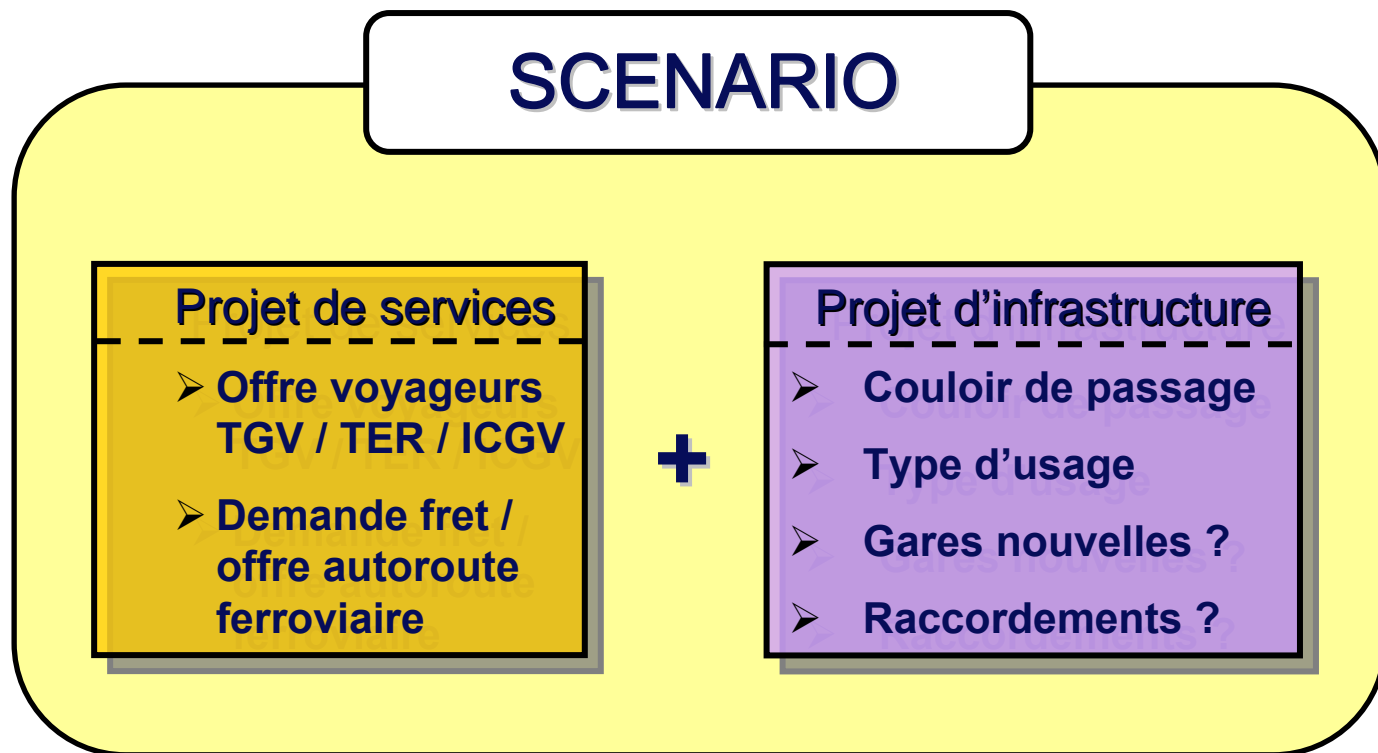 SCENARIO
Projet de services
➢ Offre voyageurs
TGV / TER / ICGV
➢ Demande fret /
offre autoroute
ferroviaire
+
Projet d’infrastructure
➢ Couloir de passage
➢ Type d’usage
➢ Gares nouvelles ?
➢ Raccordements ?